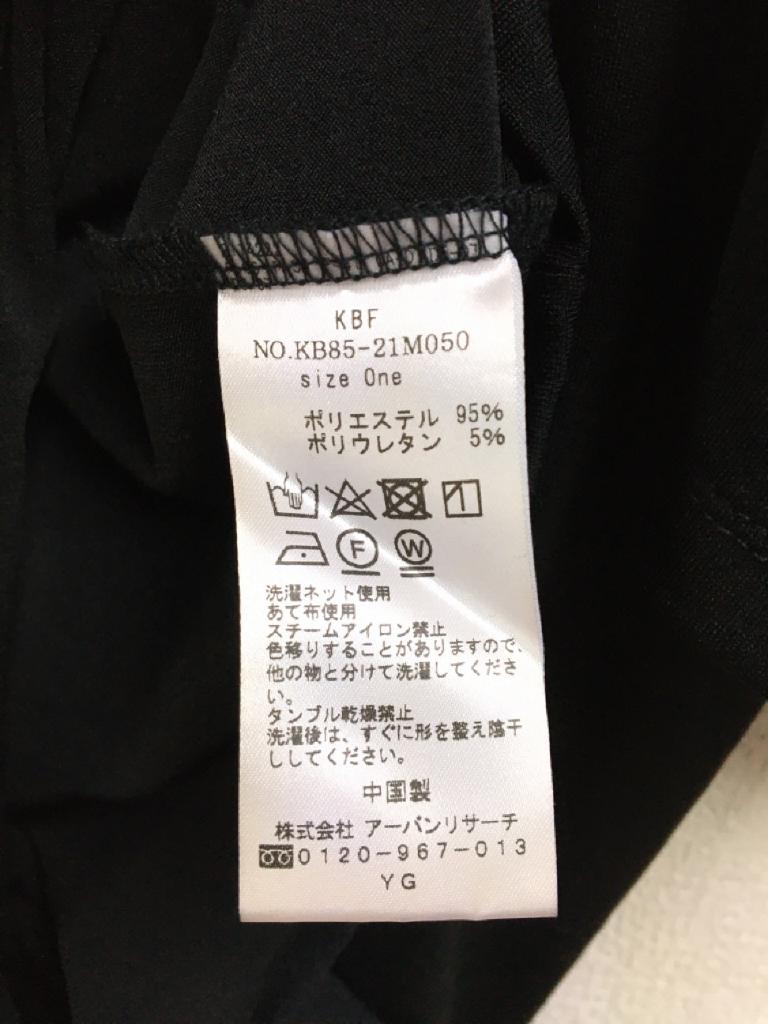 KBF
NO.KB85-21M050
size One
ポリエステル 95%
ポリウレタン 5%
F W
洗濯ネット使用
あて布使用
スチームアイロン禁止
色移りすることがありますので、
他の物と分けて洗濯してくださ
い。
タンブル乾燥禁止
洗濯後は、すぐに形を整え陰干
ししてください。
中国製
株式会社 アーバンリサーチ
0120-967-013
YG